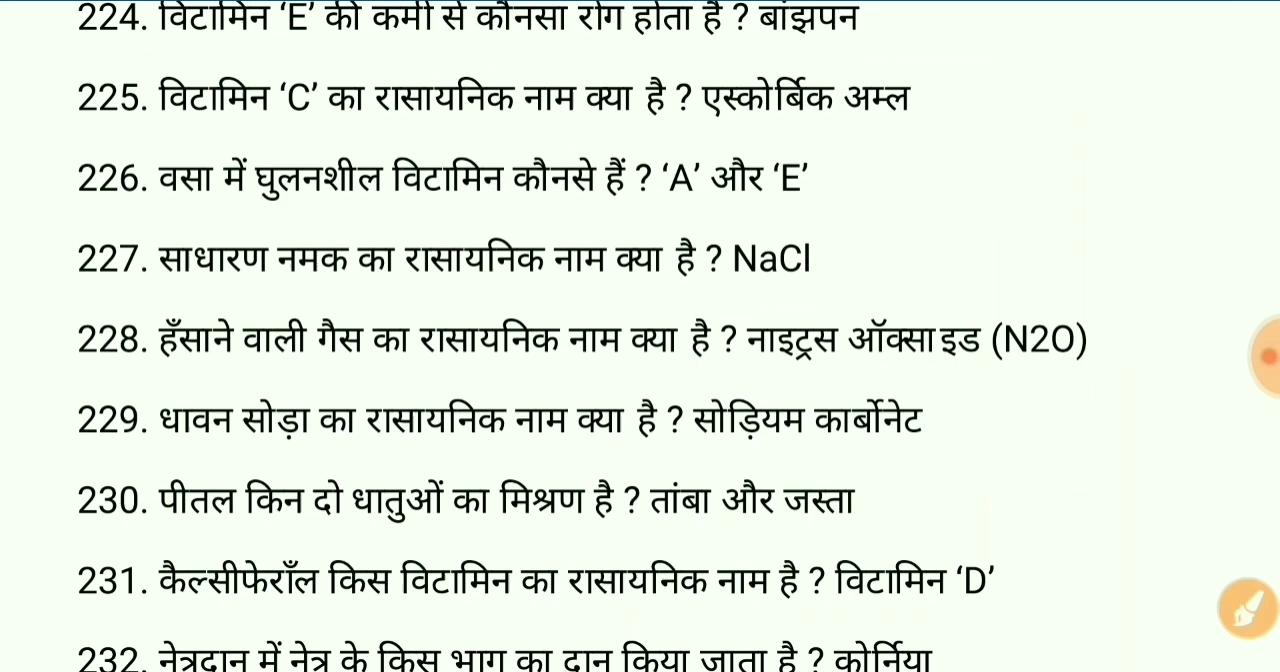 224. विटामिन ‘E’ की कमी से कौनसा रोग होता है ? बांझपन
225. विटामिन ‘C’ का रासायनिक नाम क्या है ? एस्कोर्बिक अम्ल
226. वसा में घुलनशील विटामिन कौनसे हैं ? ‘A’ और ‘E’
227. साधारण नमक का रासायनिक नाम क्या है ? NaCl
228. हँसाने वाली गैस का रासायनिक नाम क्या है ? नाइट्रस ऑक्साइड (N2O)
229. धावन सोड़ा का रासायनिक नाम क्या है ? सोड़ियम कार्बोनेट
230. पीतल किन दो धातुओं का मिश्रण है ? तांबा और जस्ता
231. कैल्सीफेराँल किस विटामिन का रासायनिक नाम है ? विटामिन ‘D’
232. नेत्रदान में नेत्र के किस भाग का दान किया जाता है ? कोर्निया